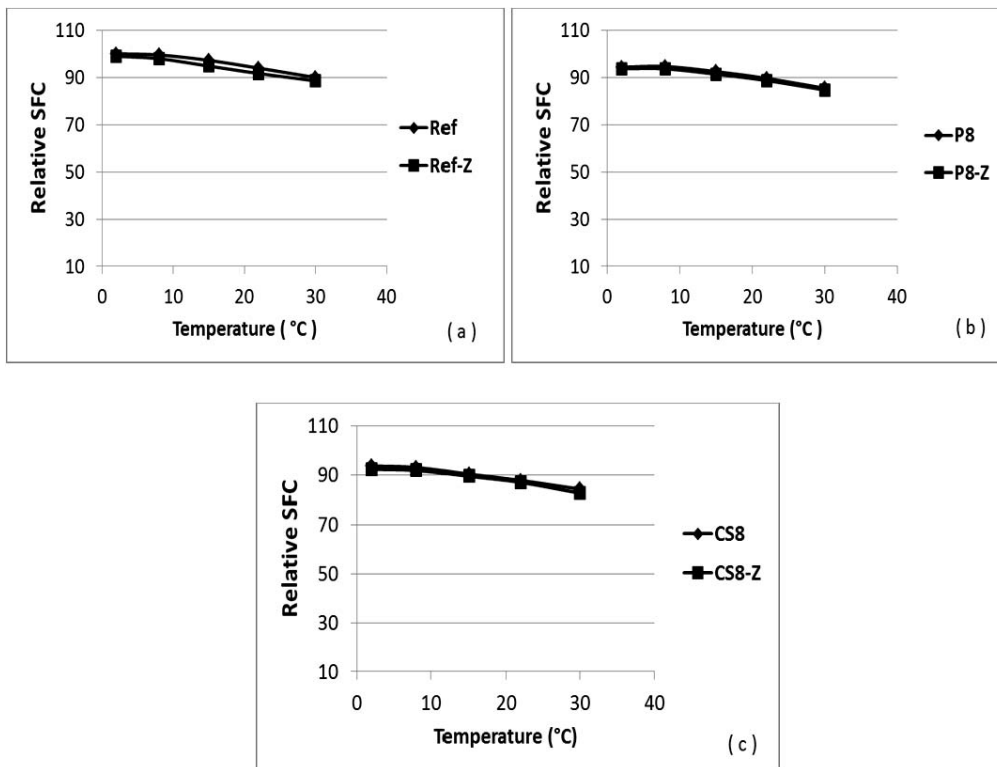 110
90
70
50
30
10
Relative SFC
0 10 20 30 40
Temperature ( °C )
Ref
Ref-Z
( a )
110
90
70
50
30
10
Relative SFC
0 10 20 30 40
Temperature (°C )
P8
P8-Z
( b )
110
90
70
50
30
10
Relative SFC
0 10 20 30 40
Temperature (°C)
CS8
CS8-Z
( c )